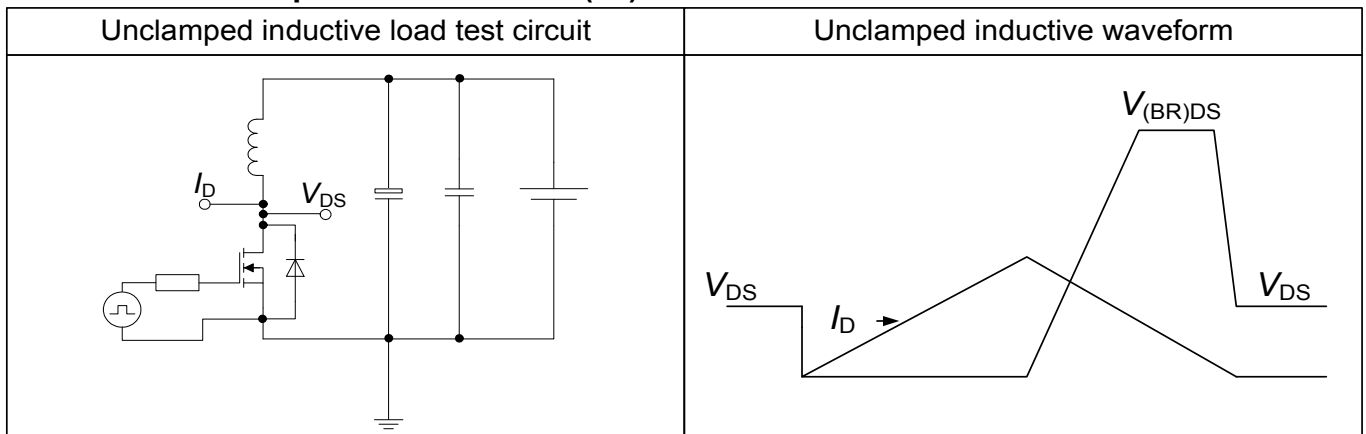 Unclamped inductive load test circuit
Unclamped inductive waveform
I_D
V_DS
V_(BR)DS
V_DS
I_D
V_DS